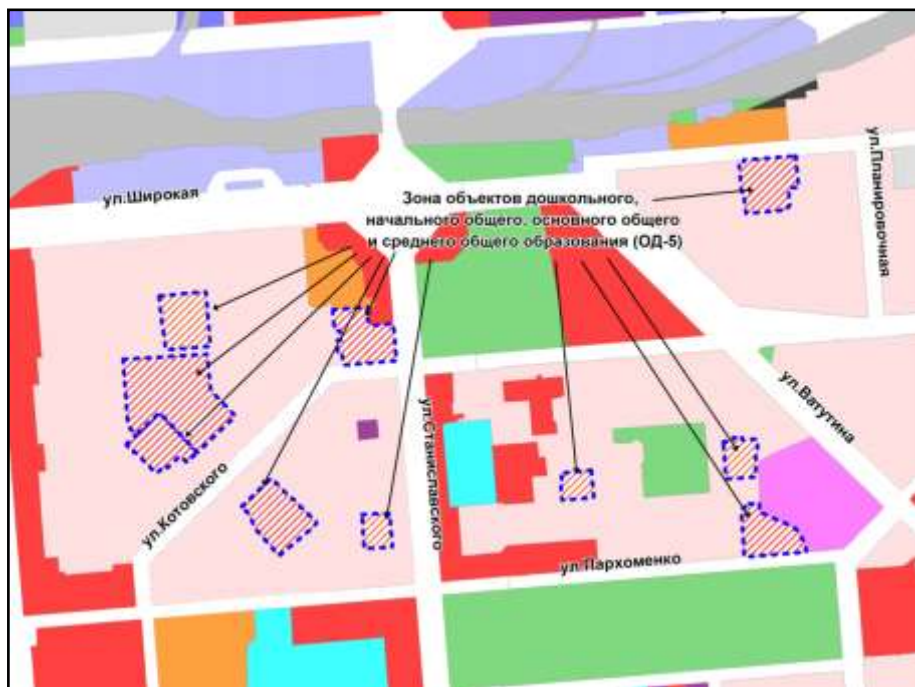 ул.Широкая
ул.Планировочная
Зона объектов дошкольного,
начального общего, основного общего
и среднего общего образования (ОД-5)
ул.Ватутина
ул.Станиславского
ул.Котовского
ул.Пархоменко